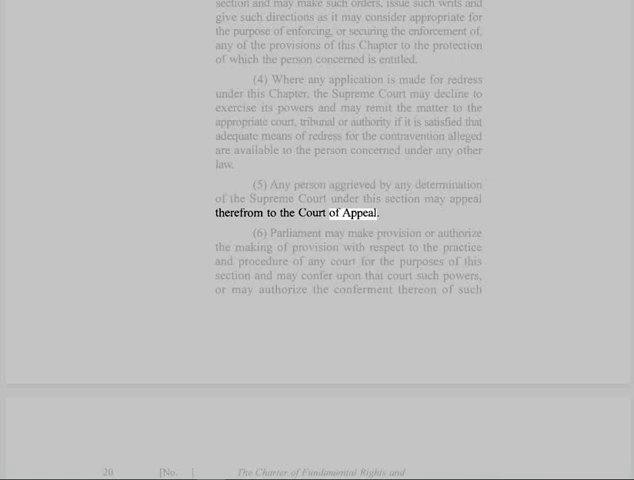 section and may make such orders, issue such writs and
give such directions as it may consider appropriate for
the purpose of enforcing, or securing the enforcement of,
any of the provisions of this Chapter to the protection
of which the person concerned is entitled.
(4) Where any application is made for redress
under this Chapter, the Supreme Court may decline to
exercise its powers and may remit the matter to the
appropriate court, tribunal or authority if it is satisfied that
adequate means of redress for the contravention alleged
are available to the person concerned under any other
law.
(5) Any person aggrieved by any determination
of the Supreme Court under this section may appeal
therefrom to the Court of Appeal.
(6) Parliament may make provision or authorize
the making of provision with respect to the practice
and procedure of any court for the purposes of this
section and may confer upon that court such powers,
or may authorize the conferment thereon of such
20 [No. ] The Charter of Fundamental Rights and